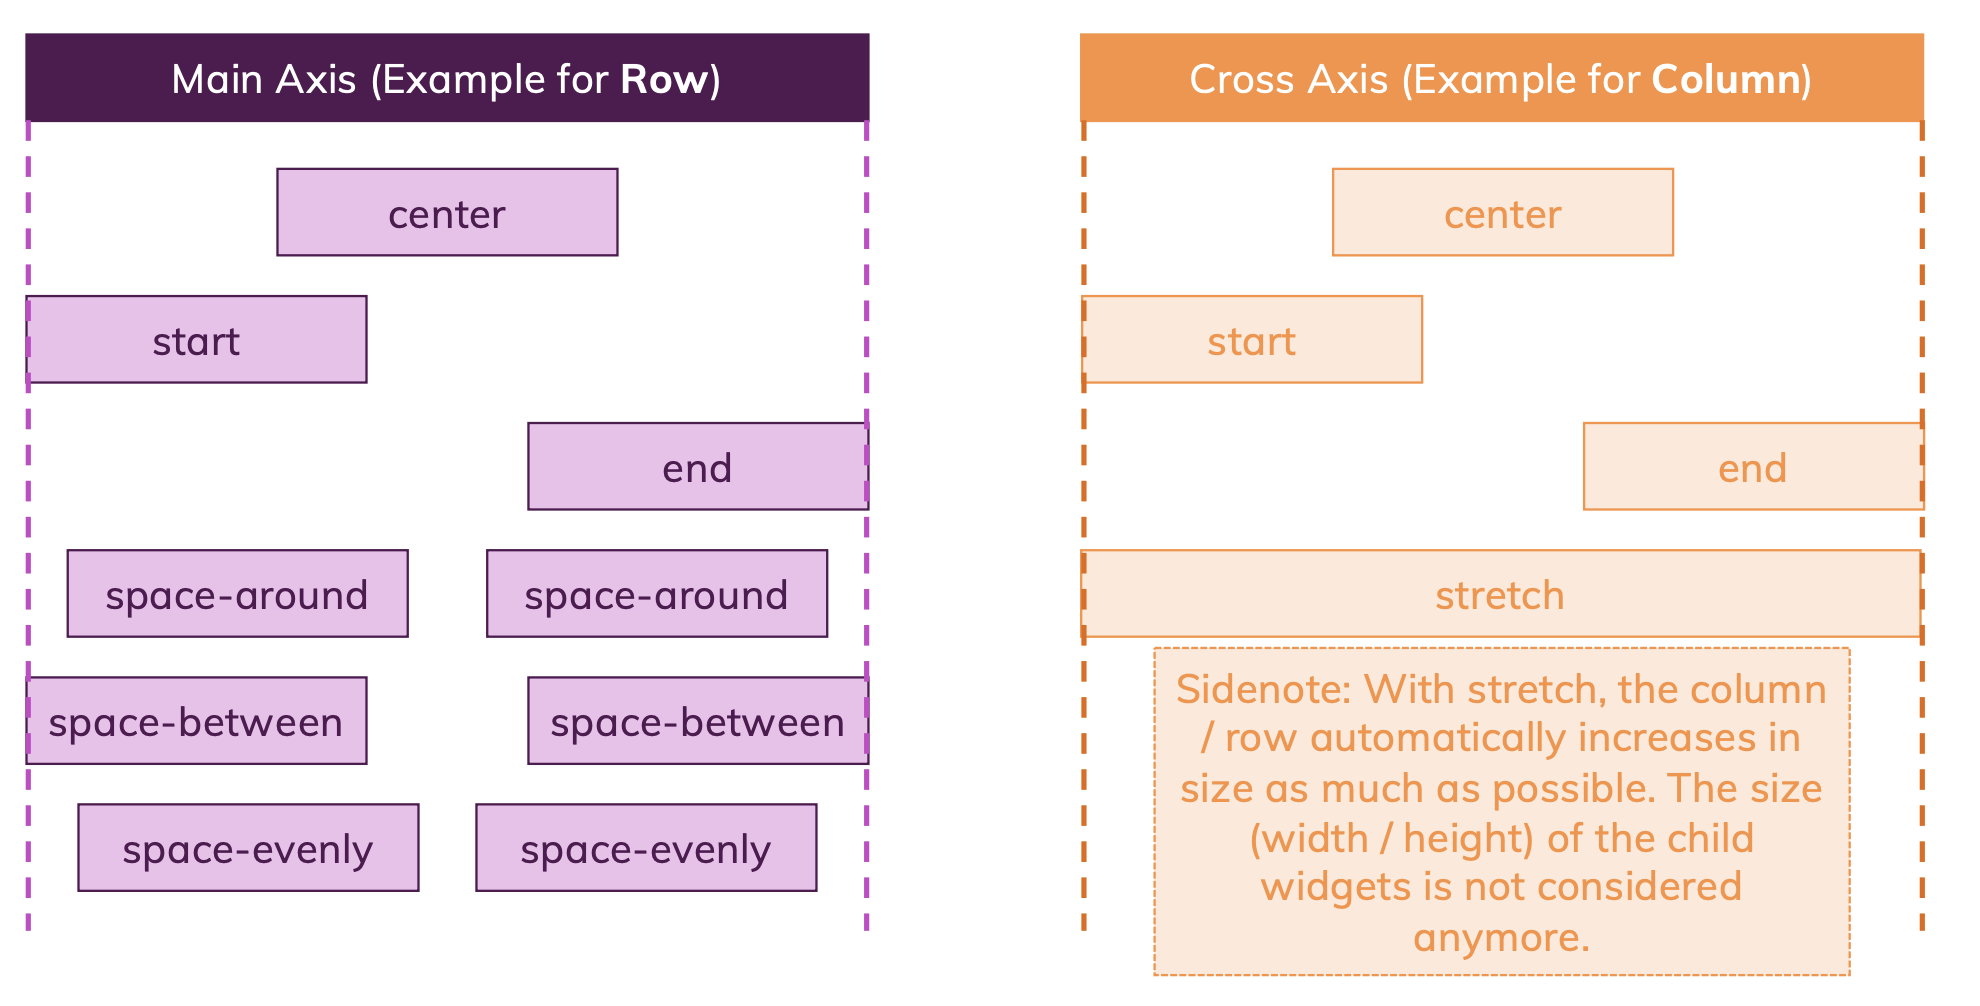 Main Axis (Example for Row)
center
start
end
space-around
space-around
space-between
space-between
space-evenly
space-evenly
Cross Axis (Example for Column)
center
start
end
stretch
Sidenote: With stretch, the column
/ row automatically increases in
size as much as possible. The size
(width / height) of the child
widgets is not considered
anymore.